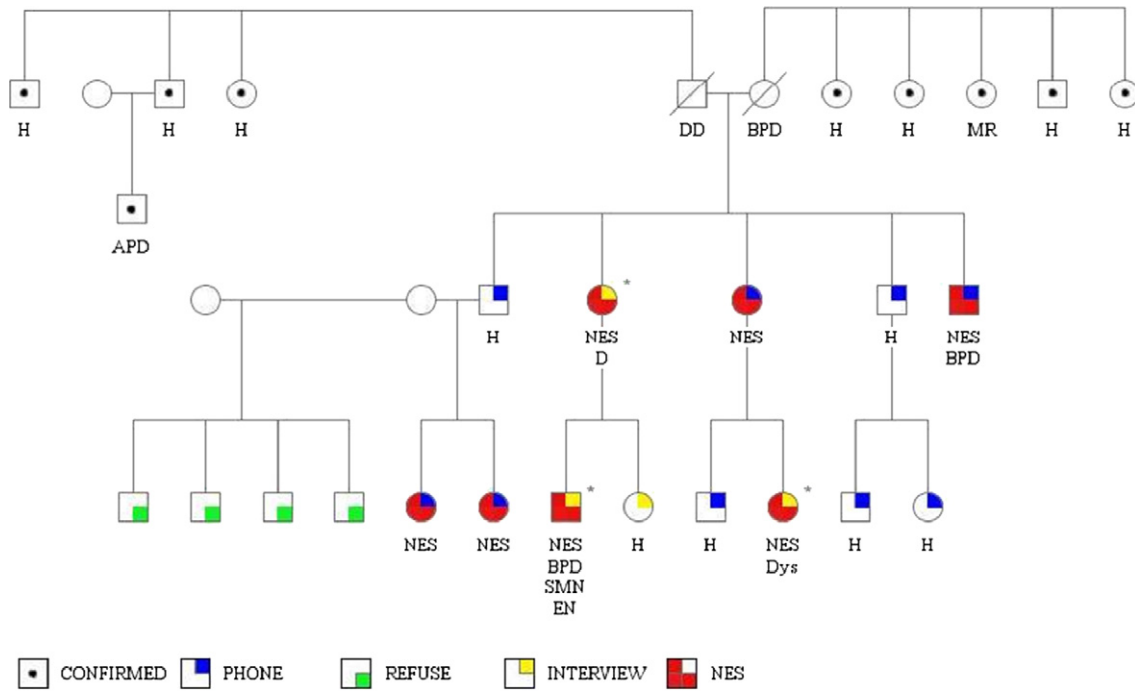 H H H DD BPD H H MR H H
APD
*
H NES NES H NES
D BPD
* *
NES NES NES H H NES H H
BPD Dys
SMN
EN
CONFIRMED PHONE REFUSE INTERVIEW NES